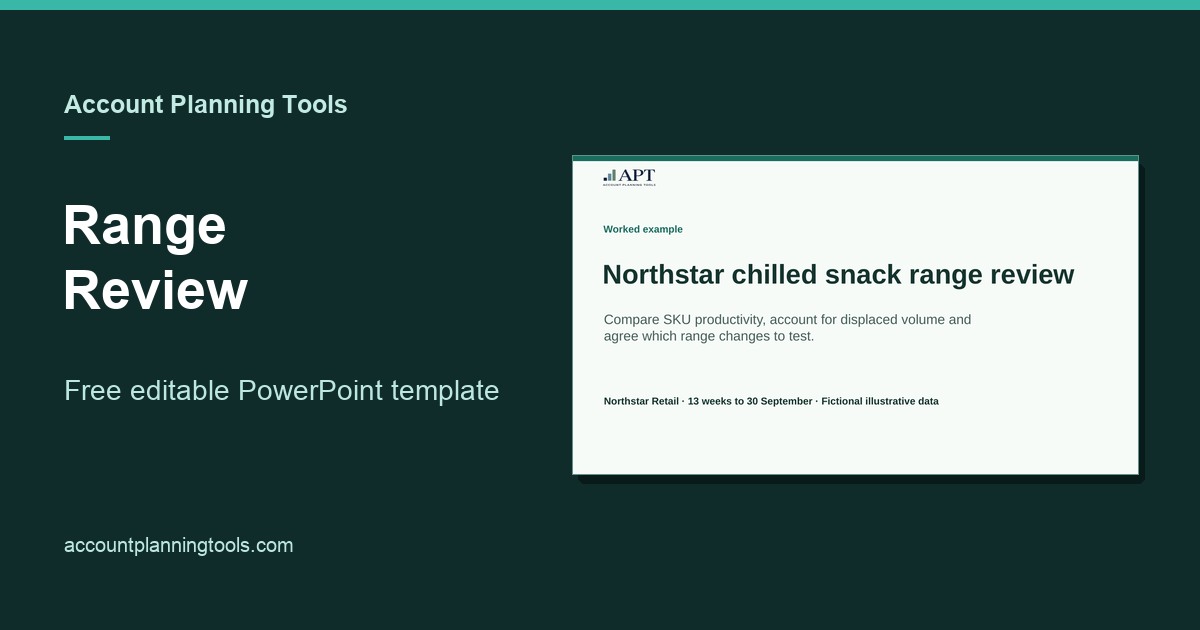 Account Planning Tools
Range
Review
Free editable PowerPoint template
accountplanningtools.com
APT
ACCOUNT PLANNING TOOLS
Worked example
Northstar chilled snack range review
Compare SKU productivity, account for displaced volume and
agree which range changes to test.
Northstar Retail · 13 weeks to 30 September · Fictional illustrative data